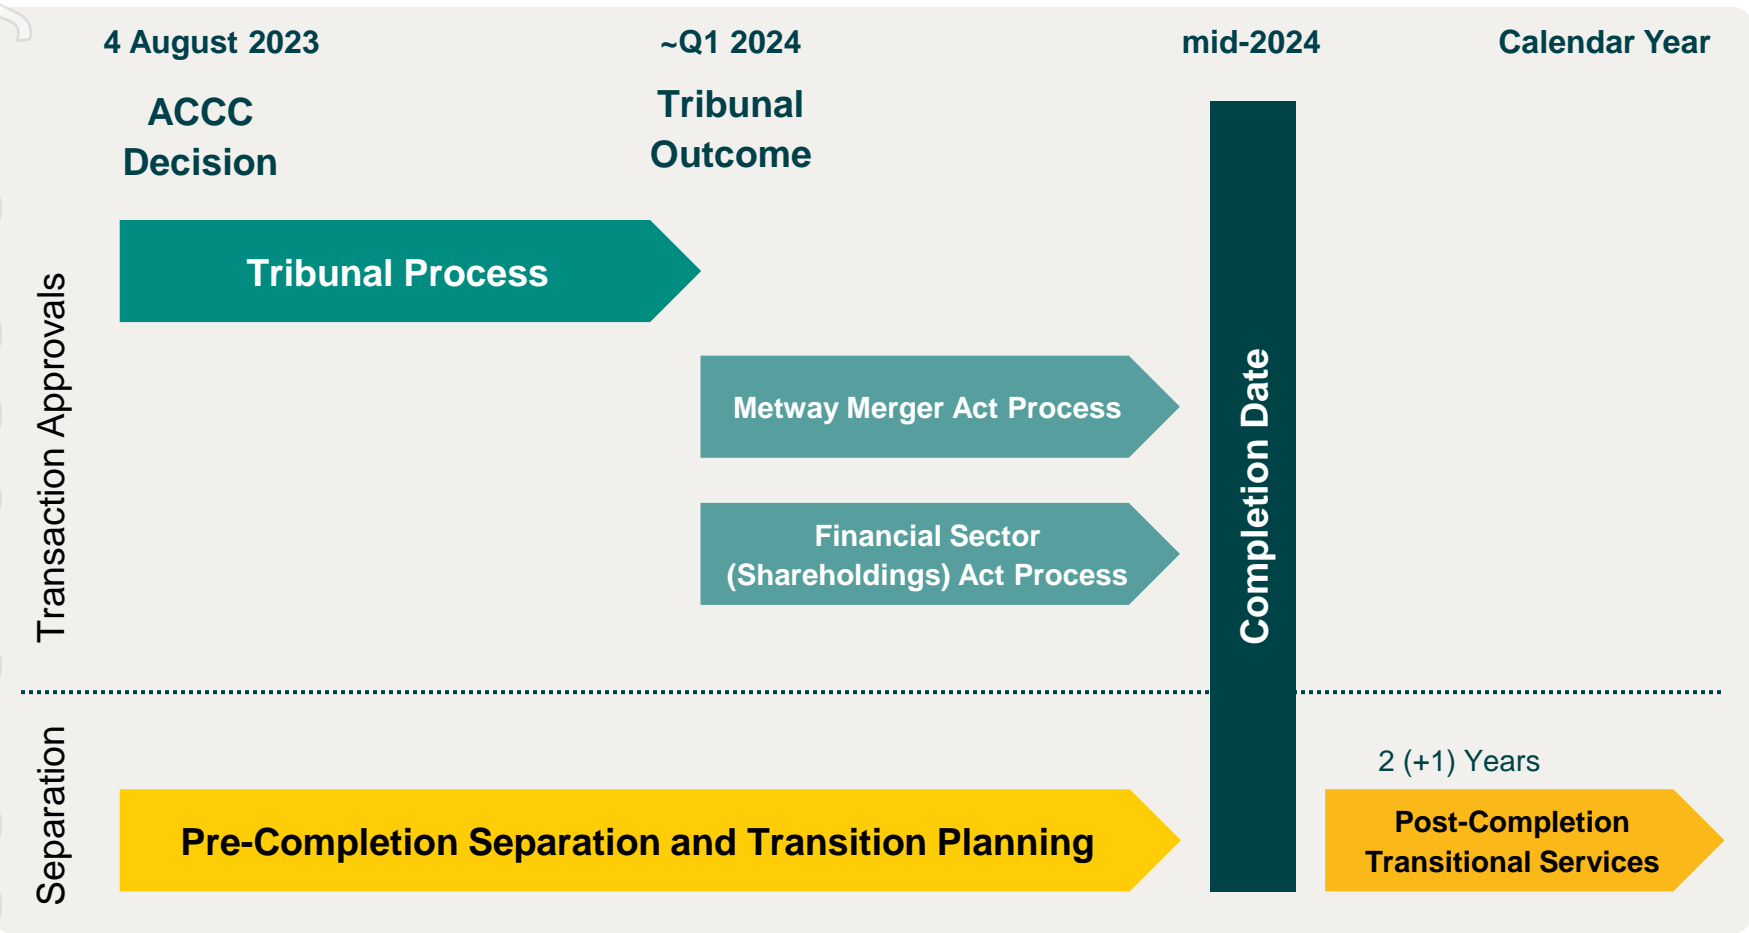 4 August 2023
~Q1 2024
mid-2024
Calendar Year
ACCC
Decision
Tribunal
Outcome
Transaction Approvals
Tribunal Process
Metway Merger Act Process
Financial Sector
(Shareholdings) Act Process
Completion Date
Separation
Pre-Completion Separation and Transition Planning
2 (+1) Years
Post-Completion
Transitional Services